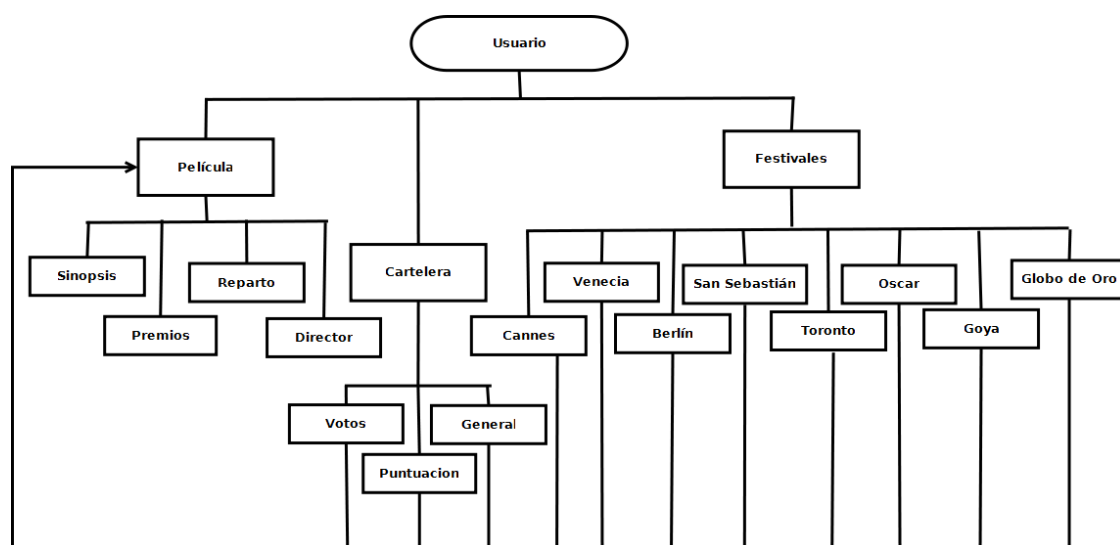 Usuario
Película
Festivales
Sinopsis
Premios
Reparto
Director
Cartelera
Votos
Puntuacion
General
Cannes
Venecia
Berlín
San Sebastián
Toronto
Oscar
Goya
Globo de Oro